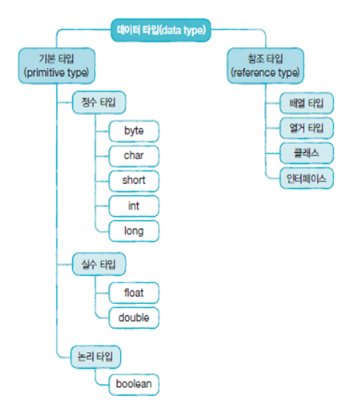 데이터 타입(data type)
기본 타입
(primitive type)
참조 타입
(reference type)
정수 타입
byte
char
short
int
long
실수 타입
float
double
논리 타입
boolean
배열 타입
열거 타입
클래스
인터페이스